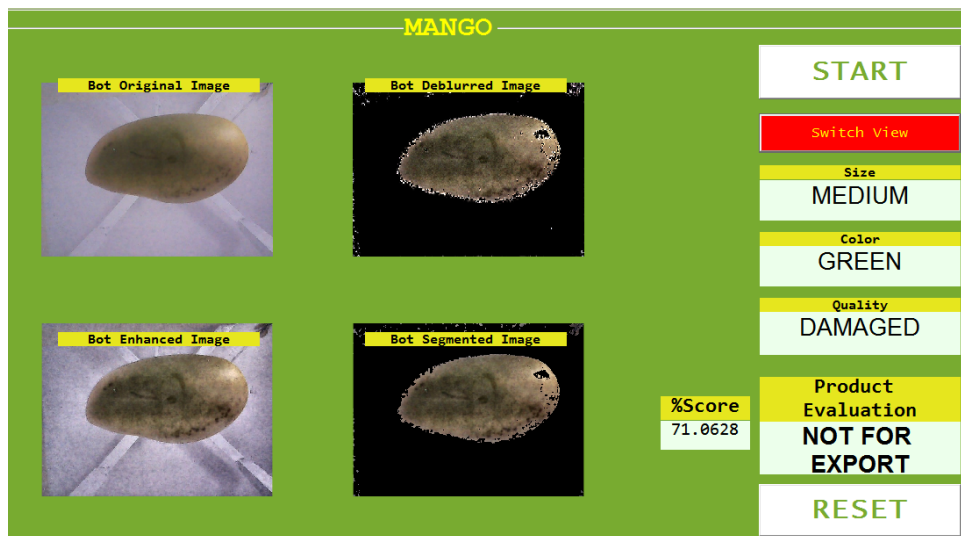 MANGO
Bot Original Image
Bot Deblurred Image
Bot Enhanced Image
Bot Segmented Image
%Score
71.0628
START
Switch View
Size
MEDIUM
Color
GREEN
Quality
DAMAGED
Product
Evaluation
NOT FOR
EXPORT
RESET